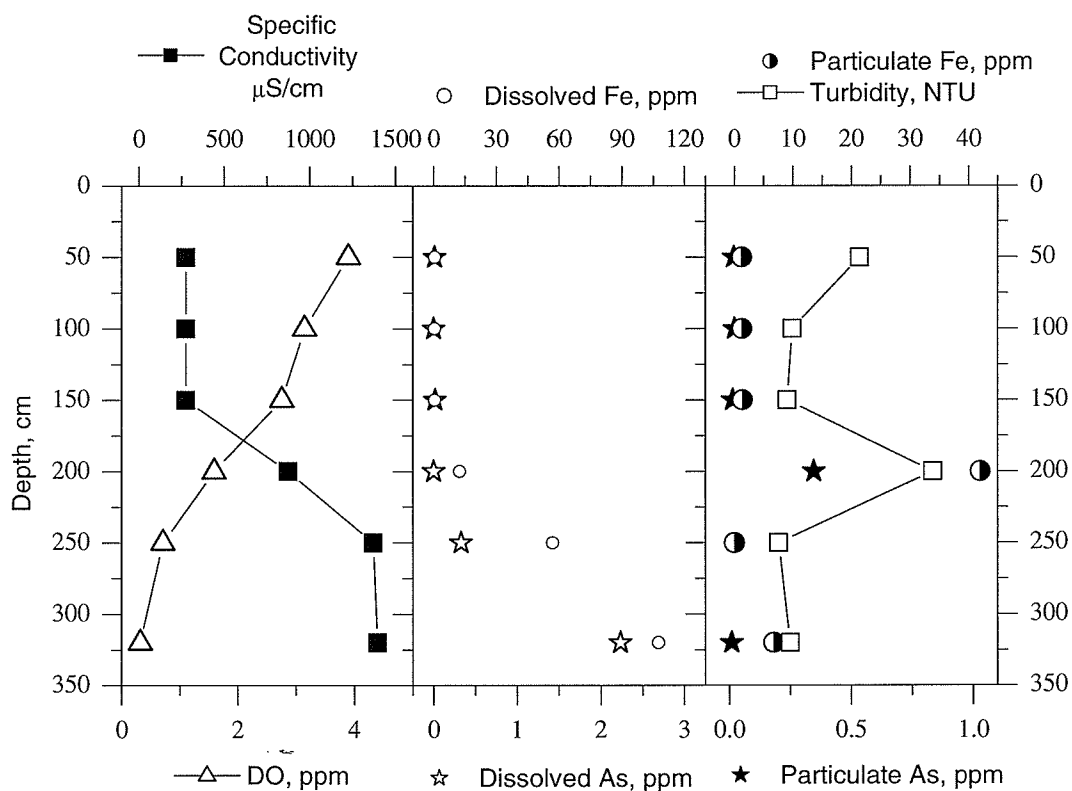 Specific
Conductivity
μS/cm
Dissolved Fe, ppm
Particulate Fe, ppm
Turbidity, NTU
0 500 1000 1500
0 30 60 90 120
0 10 20 30 40
Depth, cm
0
50
100
150
200
250
300
350
0
50
100
150
200
250
300
350
0 2 4
0 1 2 3
0.0 0.5 1.0
DO, ppm
Dissolved As, ppm
Particulate As, ppm